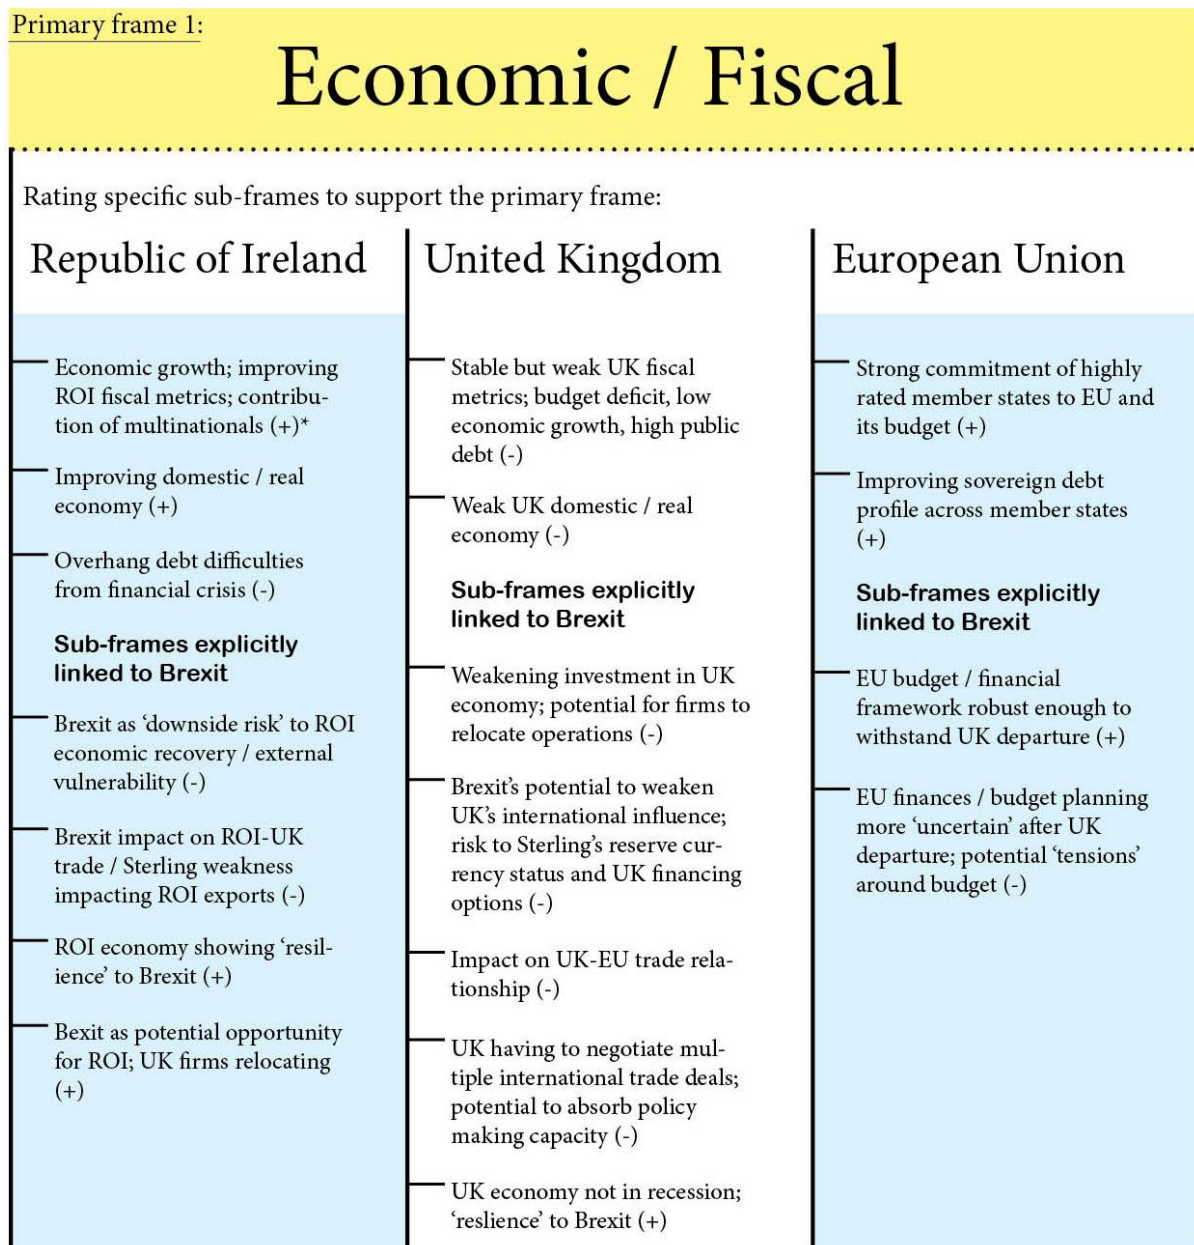 Primary frame 1:
Economic / Fiscal
Rating specific sub-frames to support the primary frame:
Republic of Ireland
Economic growth; improving
ROI fiscal metrics; contribu-
tion of multinationals (+)*
Improving domestic / real
economy (+)
Overhang debt difficulties
from financial crisis (-)
Sub-frames explicitly
linked to Brexit
Brexit as ‘downside risk’ to ROI
economic recovery / external
vulnerability (-)
Brexit impact on ROI-UK
trade / Sterling weakness
impacting ROI exports (-)
ROI economy showing ‘resil-
ience’ to Brexit (+)
Bexit as potential opportunity
for ROI; UK firms relocating
(+)
United Kingdom
Stable but weak UK fiscal
metrics; budget deficit, low
economic growth, high public
debt (-)
Weak UK domestic / real
economy (-)
Sub-frames explicitly
linked to Brexit
Weakening investment in UK
economy; potential for firms to
relocate operations (-)
Brexit’s potential to weaken
UK’s international influence;
risk to Sterling’s reserve cur-
rency status and UK financing
options (-)
Impact on UK-EU trade rela-
tionship (-)
UK having to negotiate mul-
tiple international trade deals;
potential to absorb policy
making capacity (-)
UK economy not in recession;
‘reslience’ to Brexit (+)
European Union
Strong commitment of highly
rated member states to EU and
its budget (+)
Improving sovereign debt
profile across member states
(+)
Sub-frames explicitly
linked to Brexit
EU budget / financial
framework robust enough to
withstand UK departure (+)
EU finances / budget planning
more ‘uncertain’ after UK
departure; potential ‘tensions’
around budget (-)